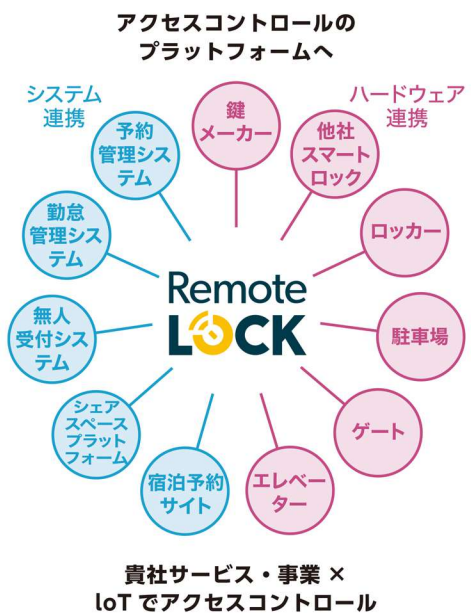 アクセスコントロールの
プラットフォームへ
システム
連携
ハードウェア
連携
鍵
メーカー
他社
スマート
ロック
ロッカー
駐車場
ゲート
エレベー
ター
宿泊予約
サイト
シェア
スペース
プラット
フォーム
無人
受付シス
テム
勤怠
管理シス
テム
予約
管理シス
テム
Remote
LOCK
貴社サービス・事業 ×
loT でアクセスコントロール